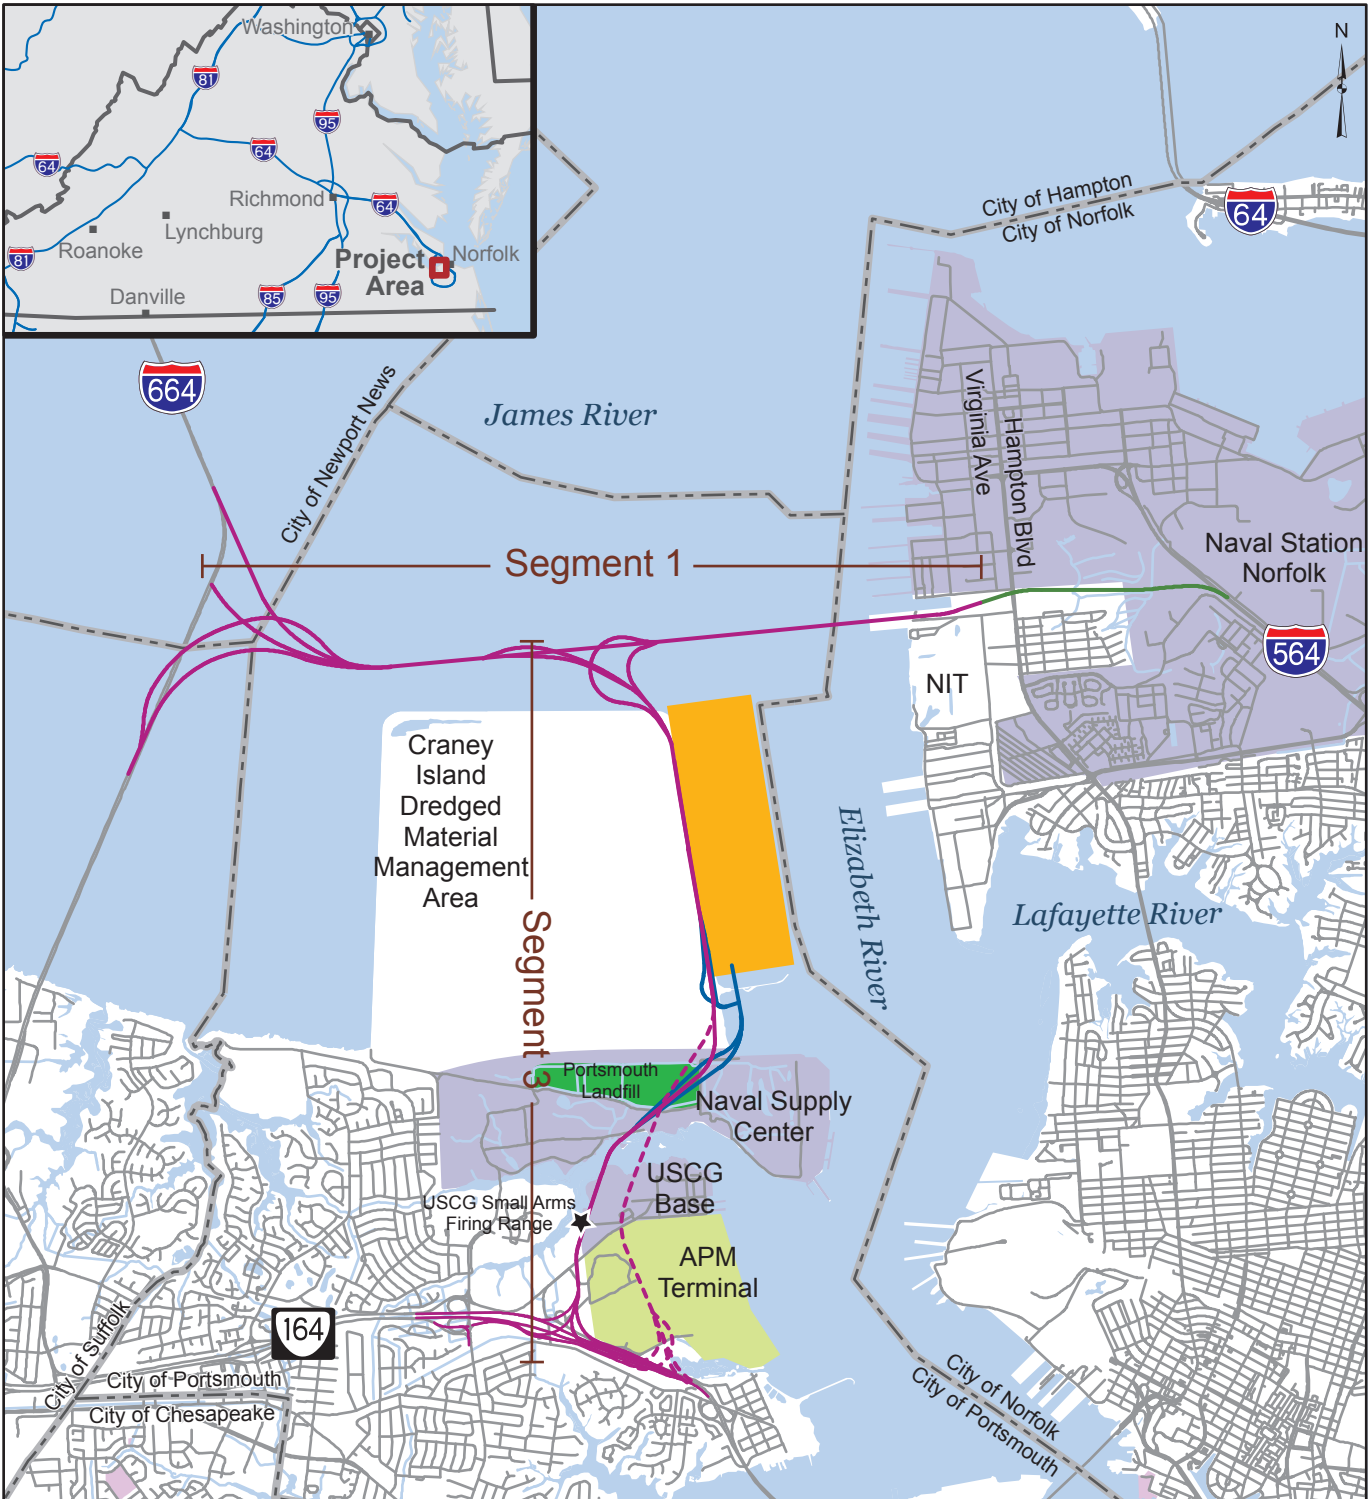 Washington
81
95
64
64
Richmond
64
Lynchburg
Roanoke
81
Norfolk
Project
Area
Danville
85
95
N
City of Hampton
City of Norfolk
64
664
City of Newport News
James River
Virginia Ave
Hampton Blvd
Segment 1
Naval Station
Norfolk
564
NIT
Craney
Island
Dredged
Material
Management
Area
Elizabeth River
Lafayette River
Segment 3
Portsmouth
Landfill
Naval Supply
Center
USCG
Base
USCG Small Arms
Firing Range
APM
Terminal
164
City of Suffolk
City of Portsmouth
City of Chesapeake
City of Norfolk
City of Portsmouth